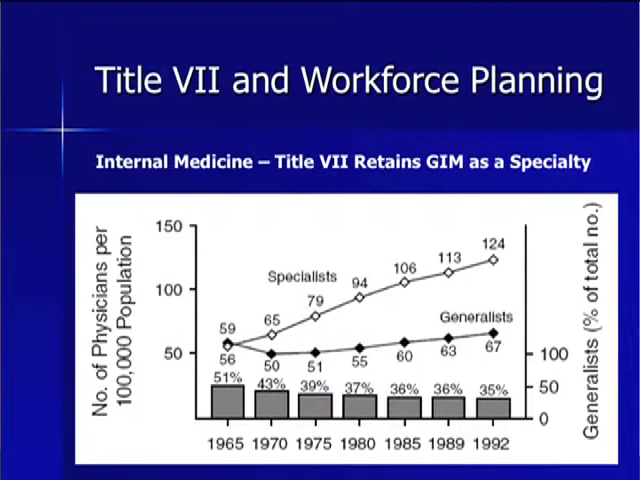 Title VII and Workforce Planning
Internal Medicine – Title VII Retains GIM as a Specialty
No. of Physicians per
100,000 Population
150
100
50
Specialists
Generalists
59 65 79 94 106 113 124
56 50 51 55 60 63 67
51% 43% 39% 37% 36% 36% 35%
100
50
0
Generalists (% of total no.)
1965 1970 1975 1980 1985 1989 1992